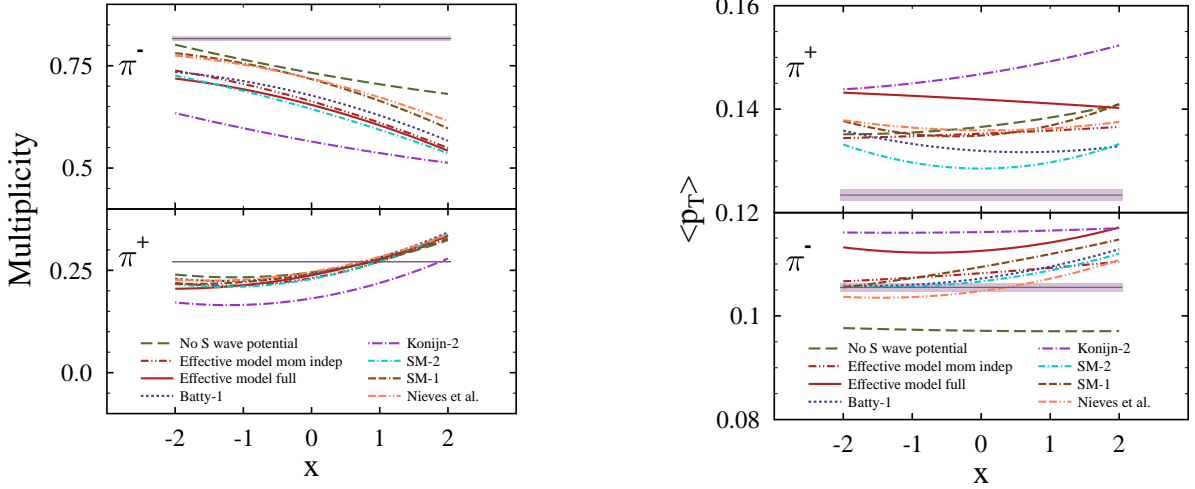 Multiplicity
π-
0.75
0.5
π+
0.25
0.0
No S wave potential
Effective model mom indep
Effective model full
Batty-1
Konijn-2
SM-2
SM-1
Nieves et al.
-2 -1 0 1 2
x
<pT>
0.16
π+
0.14
0.12
π-
0.1
0.08
No S wave potential
Effective model mom indep
Effective model full
Batty-1
Konijn-2
SM-2
SM-1
Nieves et al.
-2 -1 0 1 2
x